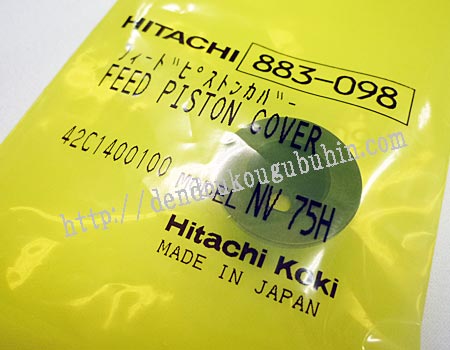 HITACHI 883-098
フィードピストンカバー
FEED PISTON COVER
42C1400100 MODEL NV 75H
http://dendoukougubuhin.com
Hitachi Koki
MADE IN JAPAN